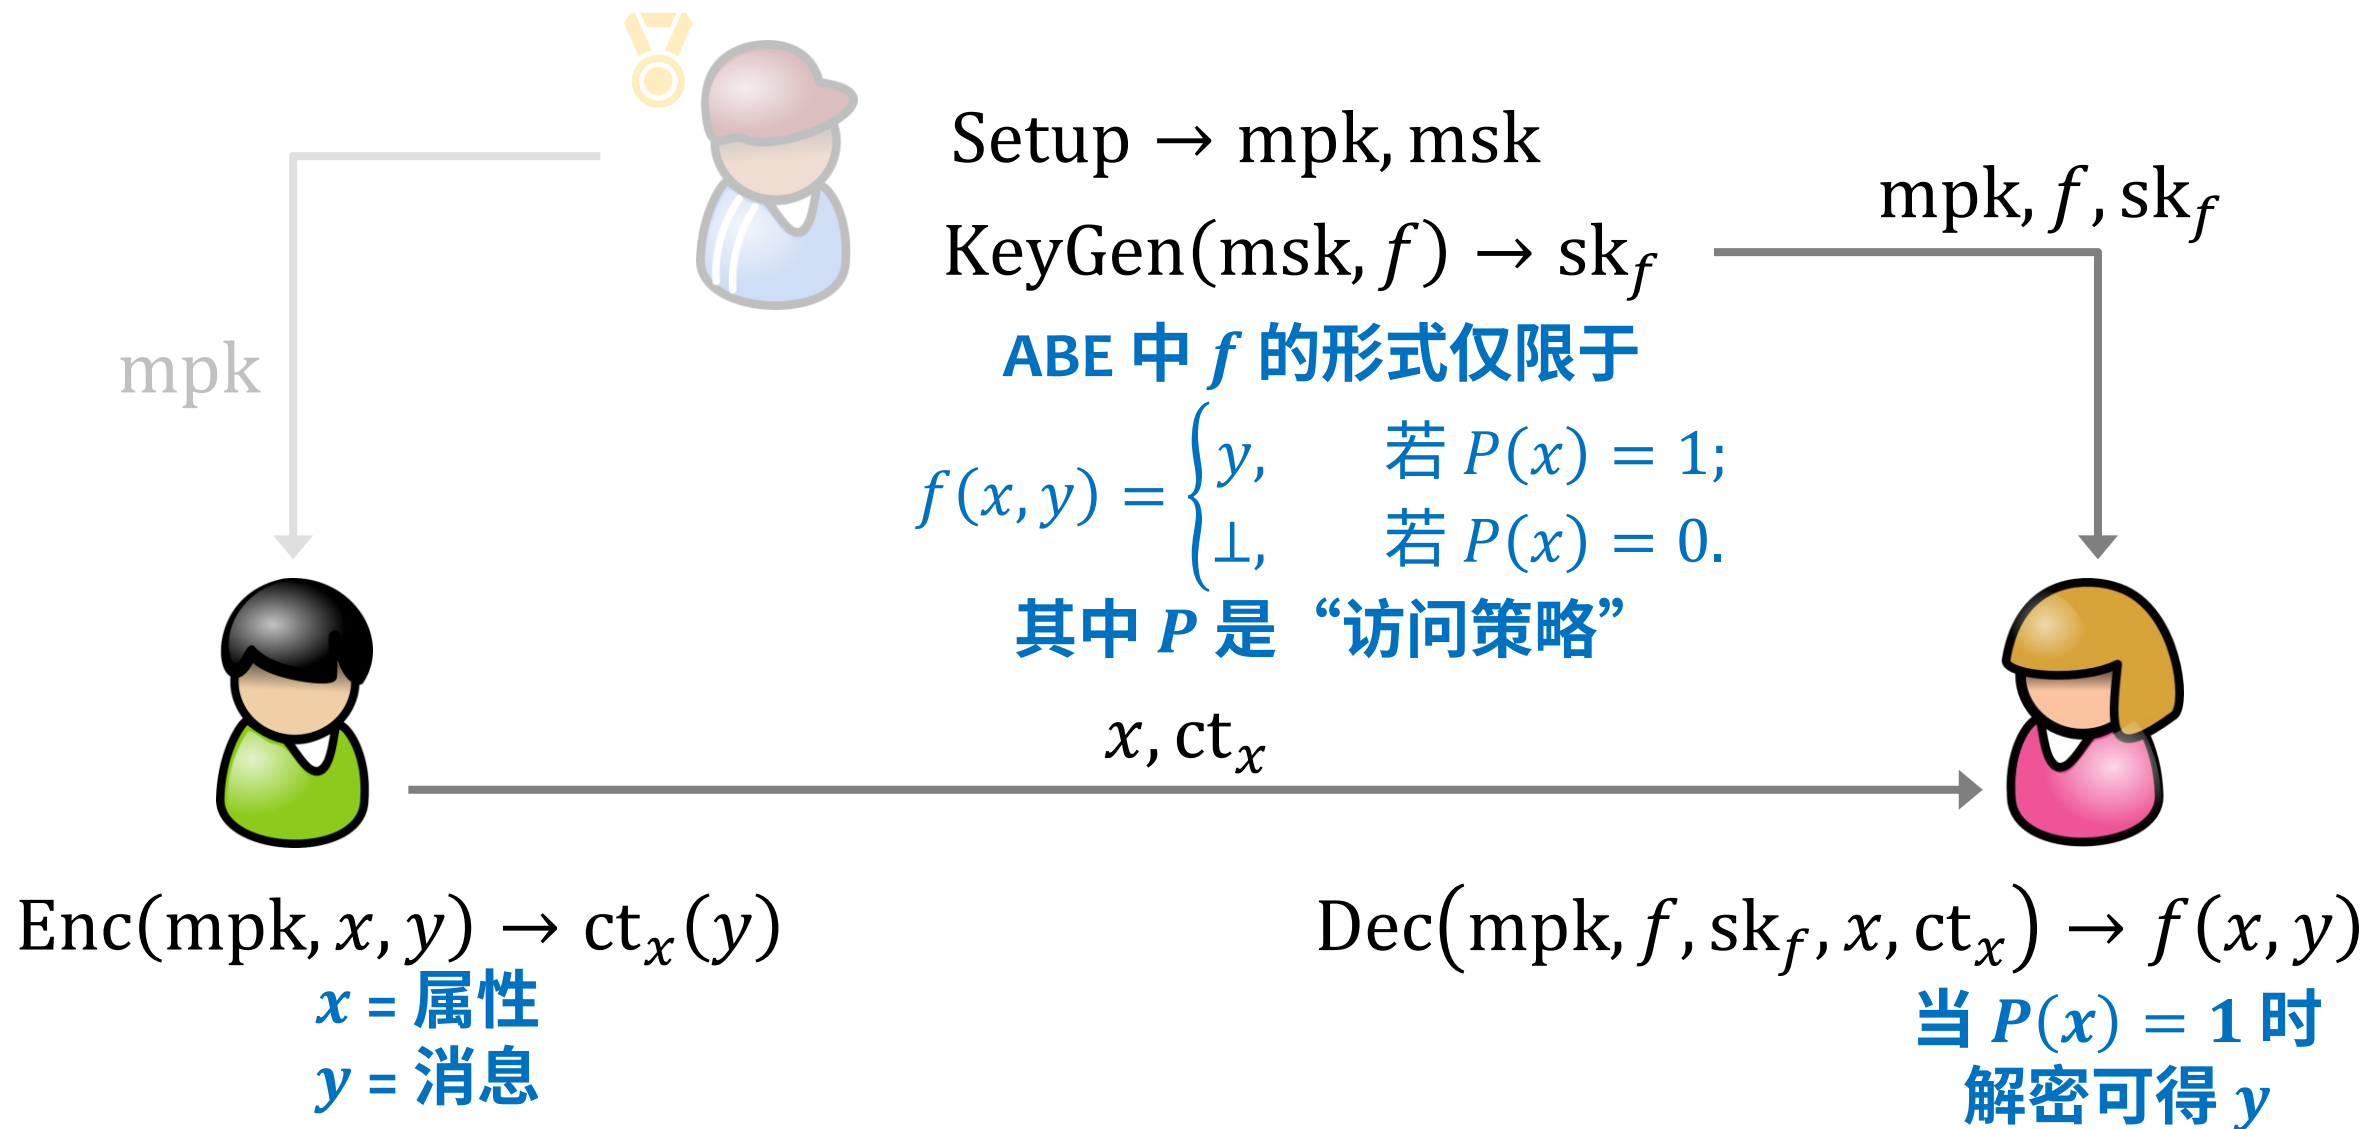 Setup → mpk, msk
mpk, f, sk_f
KeyGen(msk, f) → sk_f
ABE 中 f 的形式仅限于
mpk
f(x, y) = { y, 若 P(x) = 1;
⊥, 若 P(x) = 0.
其中 P 是“访问策略”
x, ct_x
Enc(mpk, x, y) → ct_x(y)
x = 属性
y = 消息
Dec(mpk, f, sk_f, x, ct_x) → f(x, y)
当 P(x) = 1 时
解密可得 y